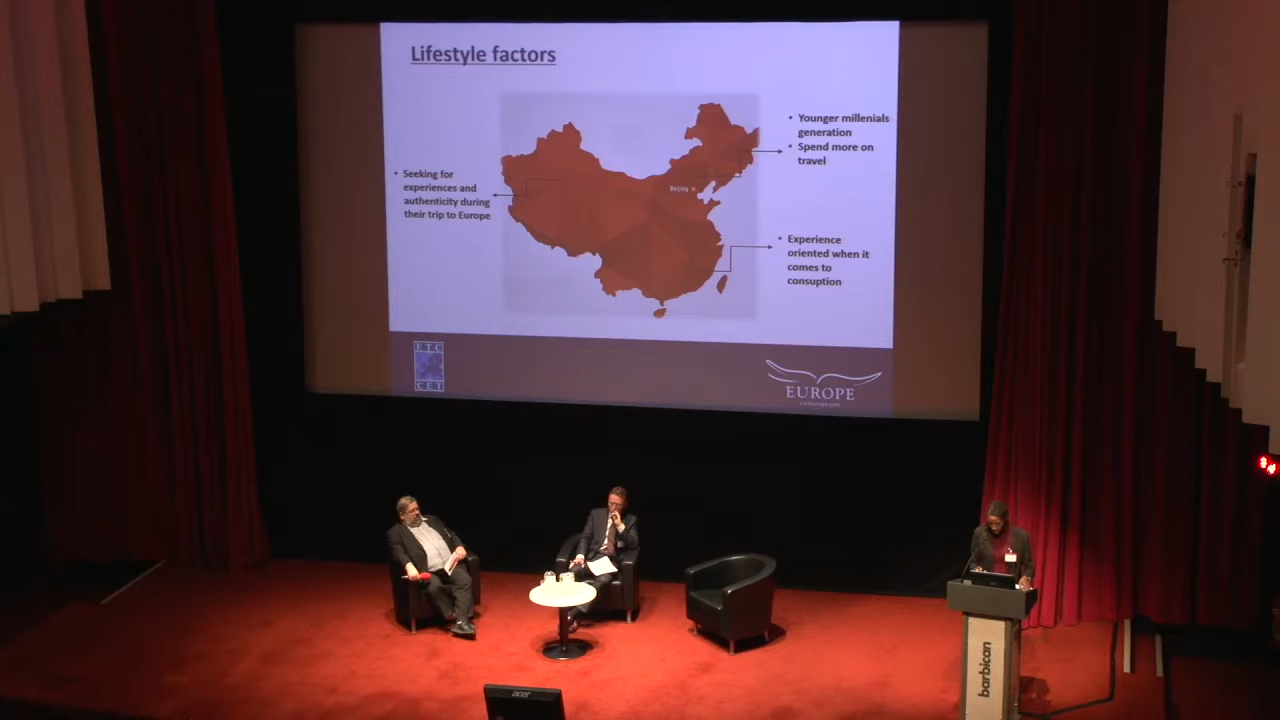 Lifestyle factors
• Younger millenials
generation
• Spend more on
travel
• Seeking for
experiences and
authenticity during
their trip to Europe
Beijing
• Experience
oriented when it
comes to
consuption
ETC
CET
EUROPE
barbican
acer